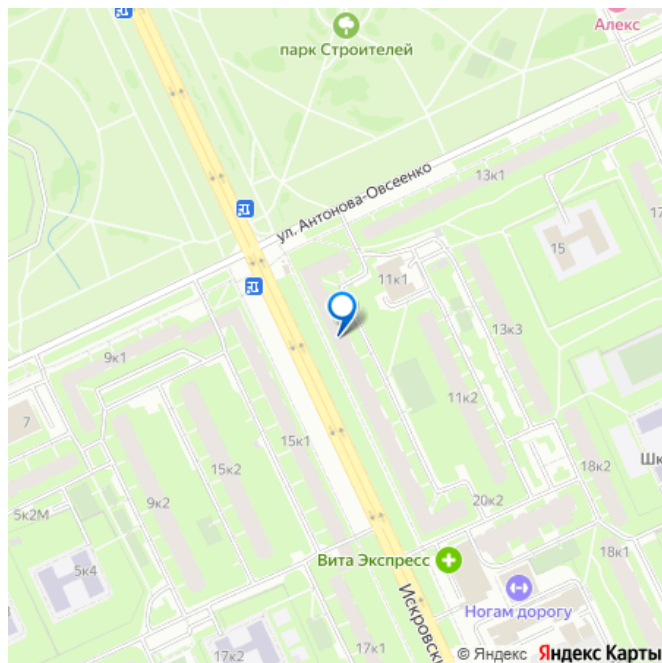 Алекс
парк Строителей
ул. Антонова-Овсеенко
13к1
17
15
11к1
13к3
9к1
11к2
7
15к1
15к2
18к2
Шк
9к2
20к2
5к2М
18к1
Вита Экспресс
5к4
Искровски
Ногам дорогу
17к1
17к2
© Яндекс Яндекс Карты